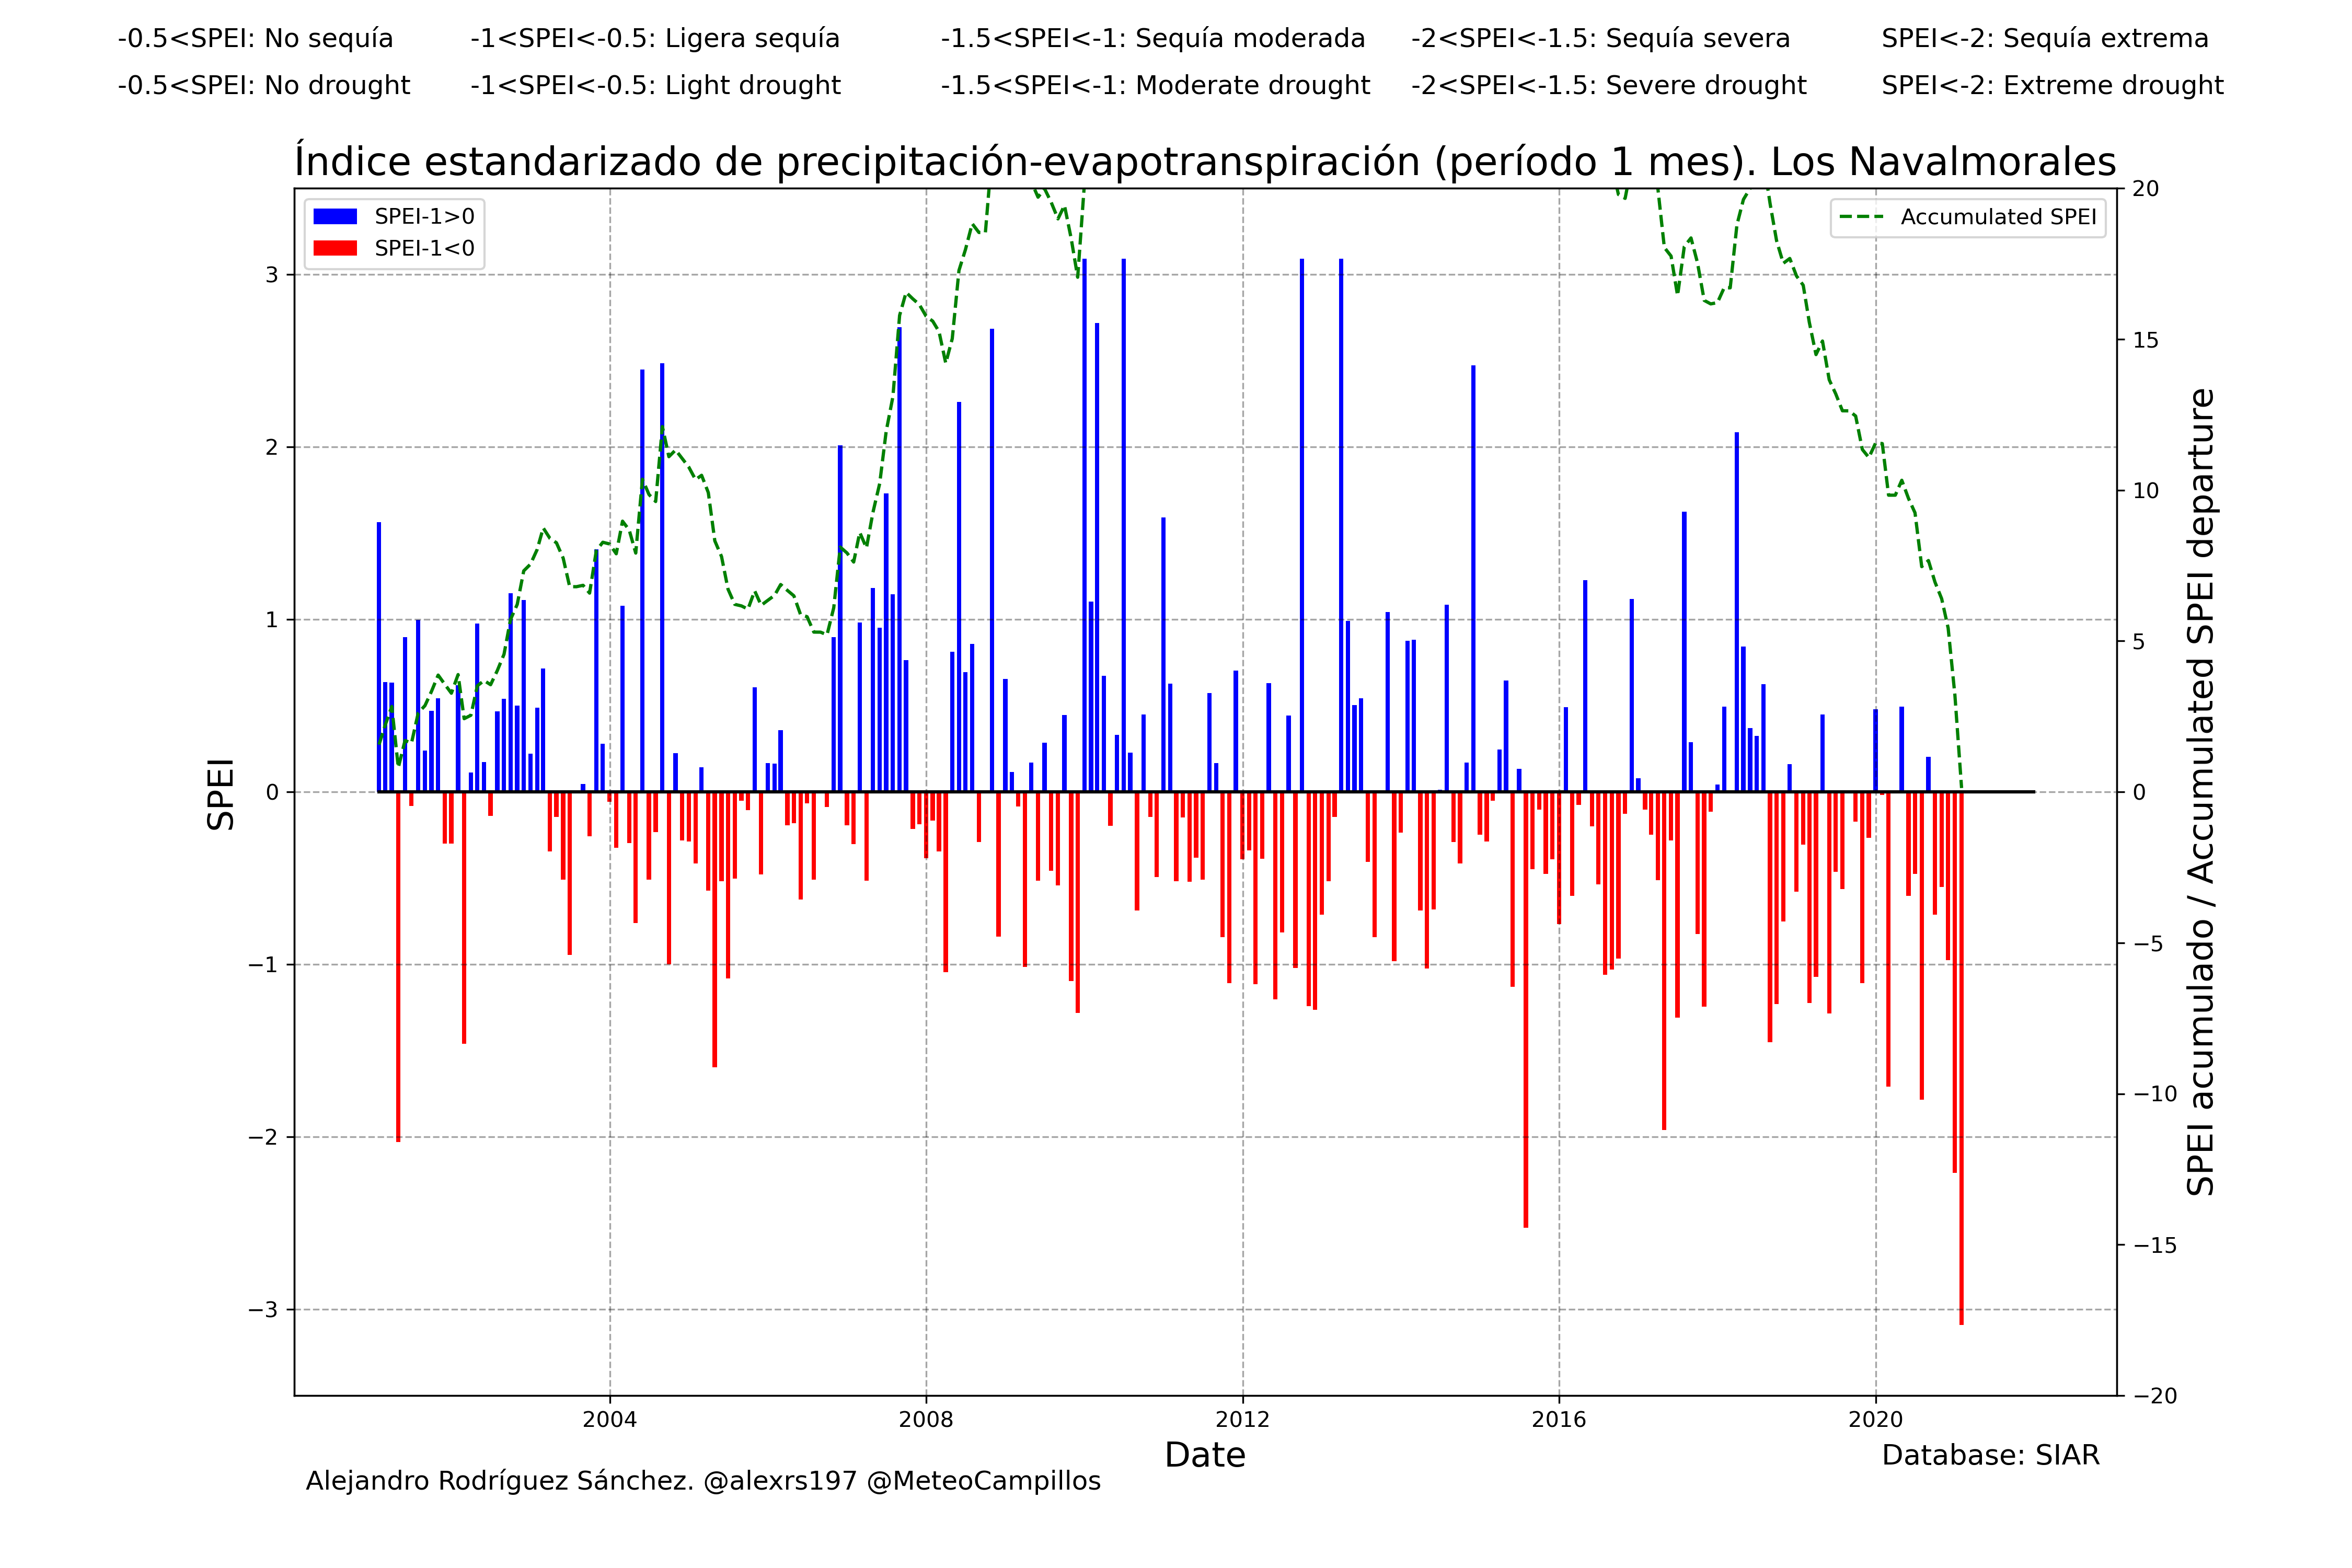 -0.5<SPEI: No sequía -1<SPEI<-0.5: Ligera sequía -1.5<SPEI<-1: Sequía moderada -2<SPEI<-1.5: Sequía severa SPEI<-2: Sequía extrema
-0.5<SPEI: No drought -1<SPEI<-0.5: Light drought -1.5<SPEI<-1: Moderate drought -2<SPEI<-1.5: Severe drought SPEI<-2: Extreme drought
Índice estandarizado de precipitación-evapotranspiración (período 1 mes). Los Navalmorales
SPEI-1>0
SPEI-1<0
Accumulated SPEI
SPEI
3
2
1
0
−1
−2
−3
20
15
10
5
0
−5
−10
−15
−20
SPEI acumulado / Accumulated SPEI departure
2004 2008 2012 2016 2020
Date
Database: SIAR
Alejandro Rodríguez Sánchez. @alexrs197 @MeteoCampillos